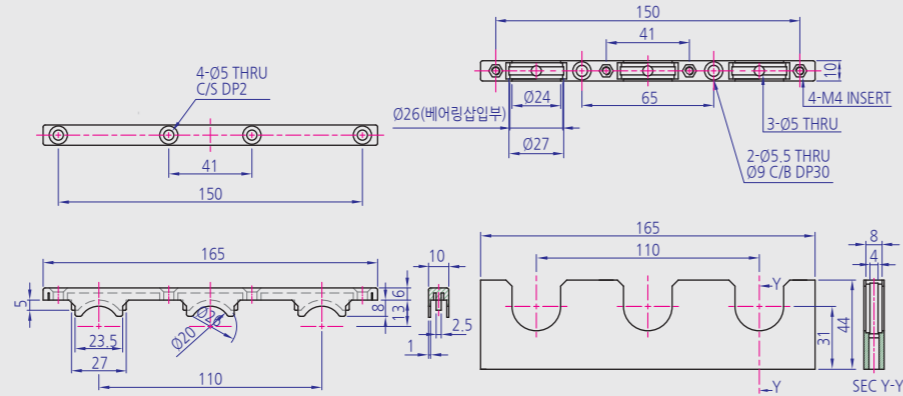 4-Ø5 THRU
C/S DP2
41
150
150
41
10
Ø24
65
Ø26(베어링삽입부)
Ø27
4-M4 INSERT
3-Ø5 THRU
2-Ø5.5 THRU
Ø9 C/B DP30
165
10
5
6
8
13
Ø26
Ø20
23.5
27
2.5
1
110
165
110
8
4
Y
31
44
Y
SEC Y-Y